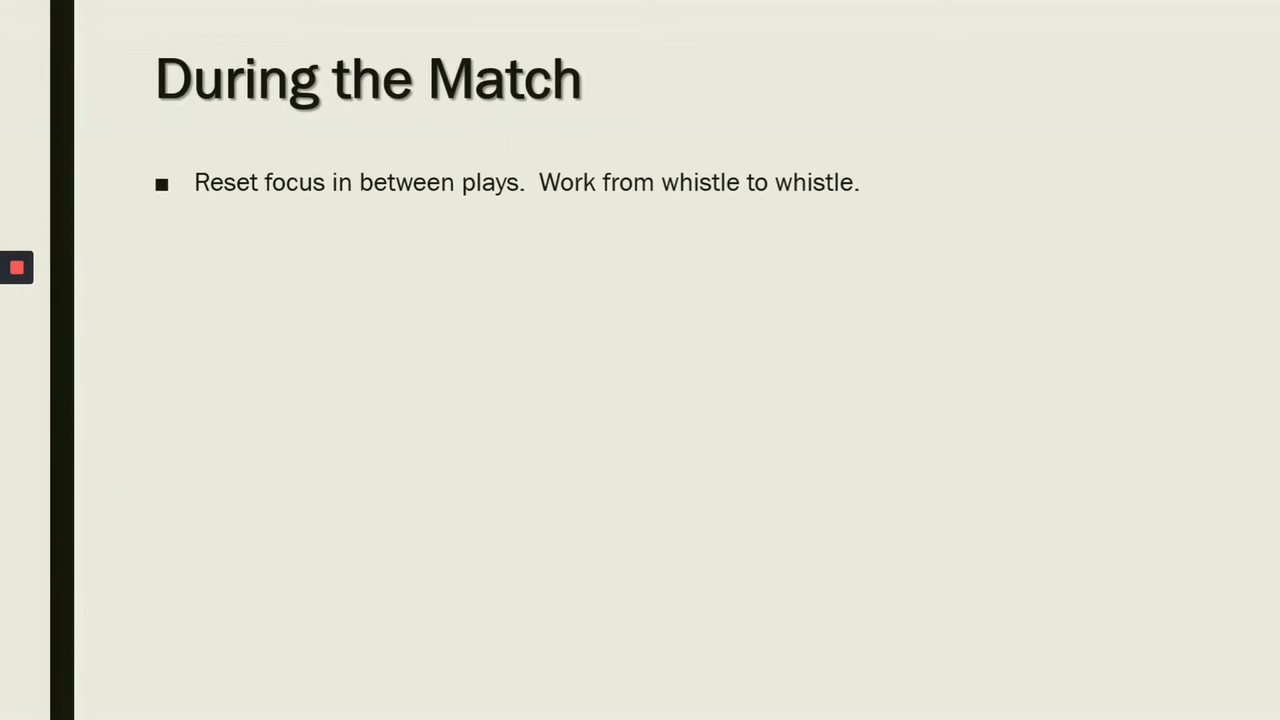 During the Match
■ Reset focus in between plays.  Work from whistle to whistle.